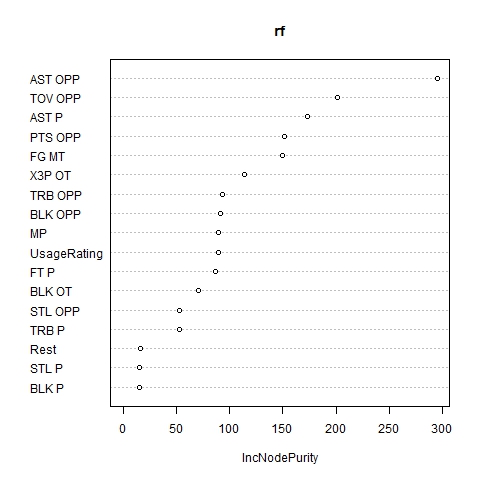 rf
AST OPP
TOV OPP
AST P
PTS OPP
FG MT
X3P OT
TRB OPP
BLK OPP
MP
UsageRating
FT P
BLK OT
STL OPP
TRB P
Rest
STL P
BLK P
0 50 100 150 200 250 300
IncNodePurity